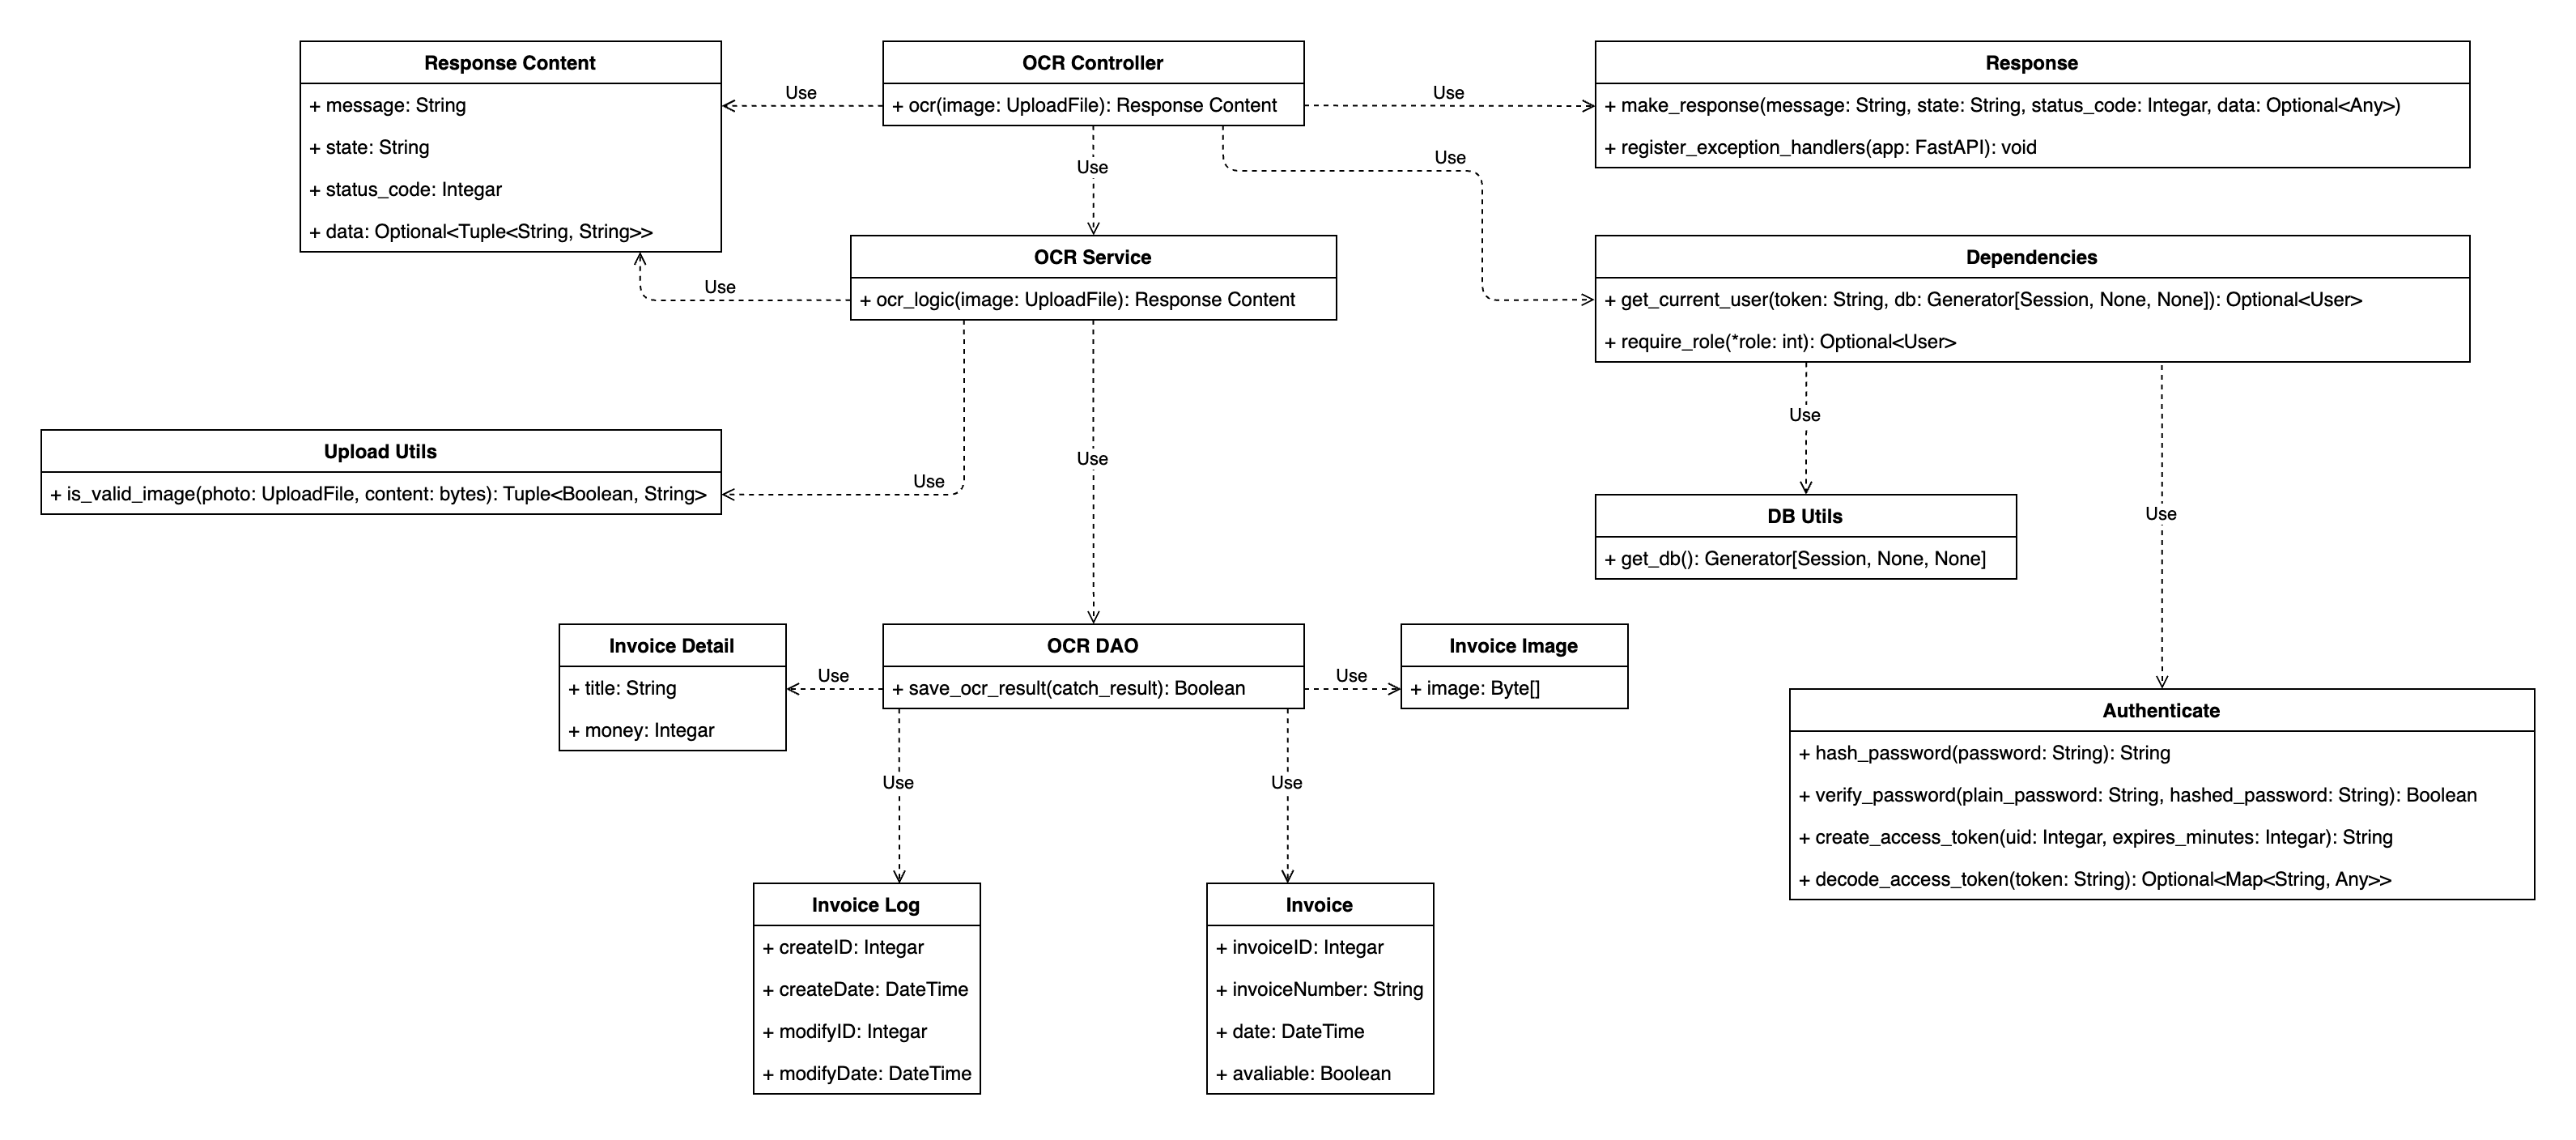 Response Content
+ message: String
+ state: String
+ status_code: Integar
+ data: Optional<Tuple<String, String>>
Use
OCR Controller
+ ocr(image: UploadFile): Response Content
Use
Response
+ make_response(message: String, state: String, status_code: Integar, data: Optional<Any>)
+ register_exception_handlers(app: FastAPI): void
Use
Use
Use
OCR Service
+ ocr_logic(image: UploadFile): Response Content
Dependencies
+ get_current_user(token: String, db: Generator[Session, None, None]): Optional<User>
+ require_role(*role: int): Optional<User>
Upload Utils
+ is_valid_image(photo: UploadFile, content: bytes): Tuple<Boolean, String>
Use
Use
Use
Use
DB Utils
+ get_db(): Generator[Session, None, None]
Invoice Detail
+ title: String
+ money: Integar
Use
OCR DAO
+ save_ocr_result(catch_result): Boolean
Use
Invoice Image
+ image: Byte[]
Use
Use
Authenticate
+ hash_password(password: String): String
+ verify_password(plain_password: String, hashed_password: String): Boolean
+ create_access_token(uid: Integar, expires_minutes: Integar): String
+ decode_access_token(token: String): Optional<Map<String, Any>>
Invoice Log
+ createID: Integar
+ createDate: DateTime
+ modifyID: Integar
+ modifyDate: DateTime
Invoice
+ invoiceID: Integar
+ invoiceNumber: String
+ date: DateTime
+ avaliable: Boolean